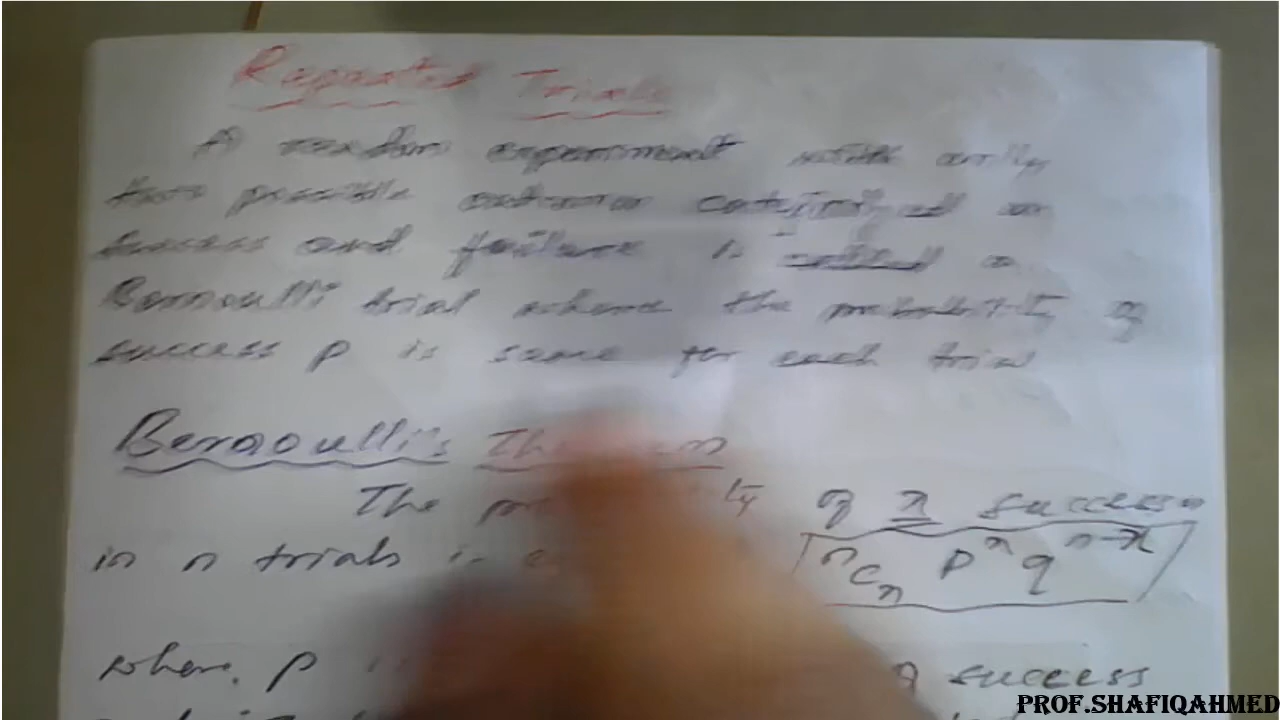 Repeated Trials
A random experiment with only
two possible outcomes categorized as
success and failure is called a
Bernoulli trial where the probability of
success p is same for each trial
Bernoulli's Theorem
The of x success
in n trials is ⁿCₓ pˣ qⁿ⁻ˣ
where p success
PROF.SHAFIQAHMED